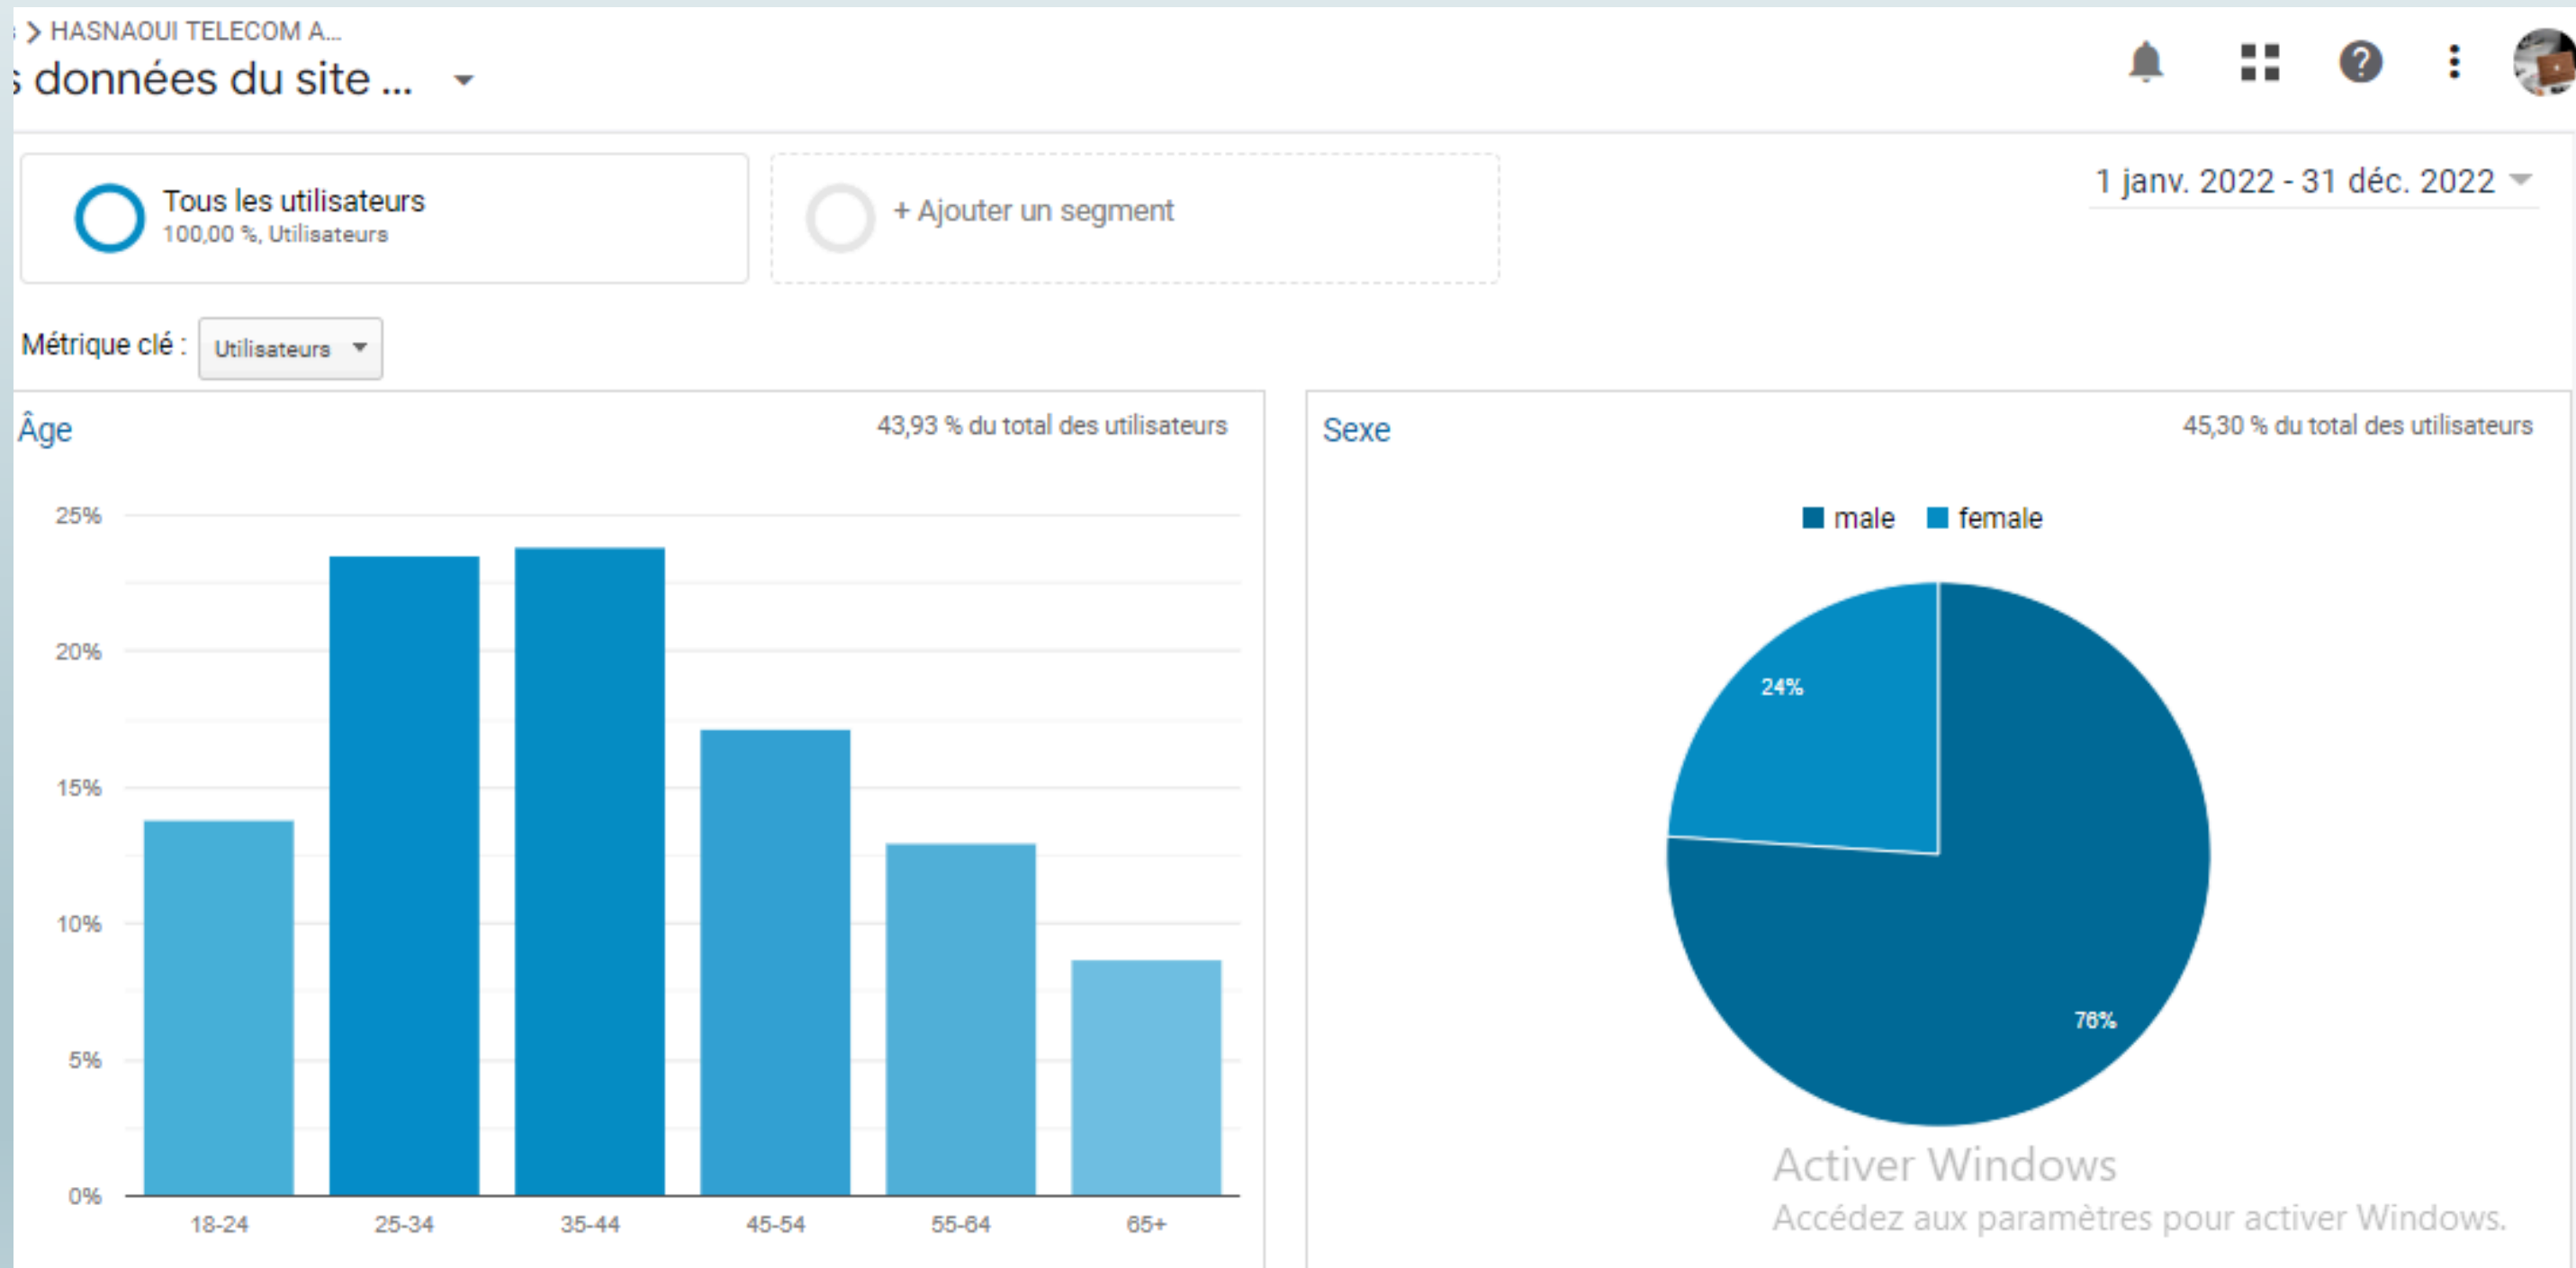 > HASNAOUI TELECOM A...
s données du site ...
Tous les utilisateurs
100,00 %, Utilisateurs
+ Ajouter un segment
1 janv. 2022 - 31 déc. 2022
Métrique clé :
Utilisateurs
Âge
43,93 % du total des utilisateurs
25%
20%
15%
10%
5%
0%
18-24
25-34
35-44
45-54
55-64
65+
Sexe
45,30 % du total des utilisateurs
male
female
24%
76%
Activer Windows
Accédez aux paramètres pour activer Windows.